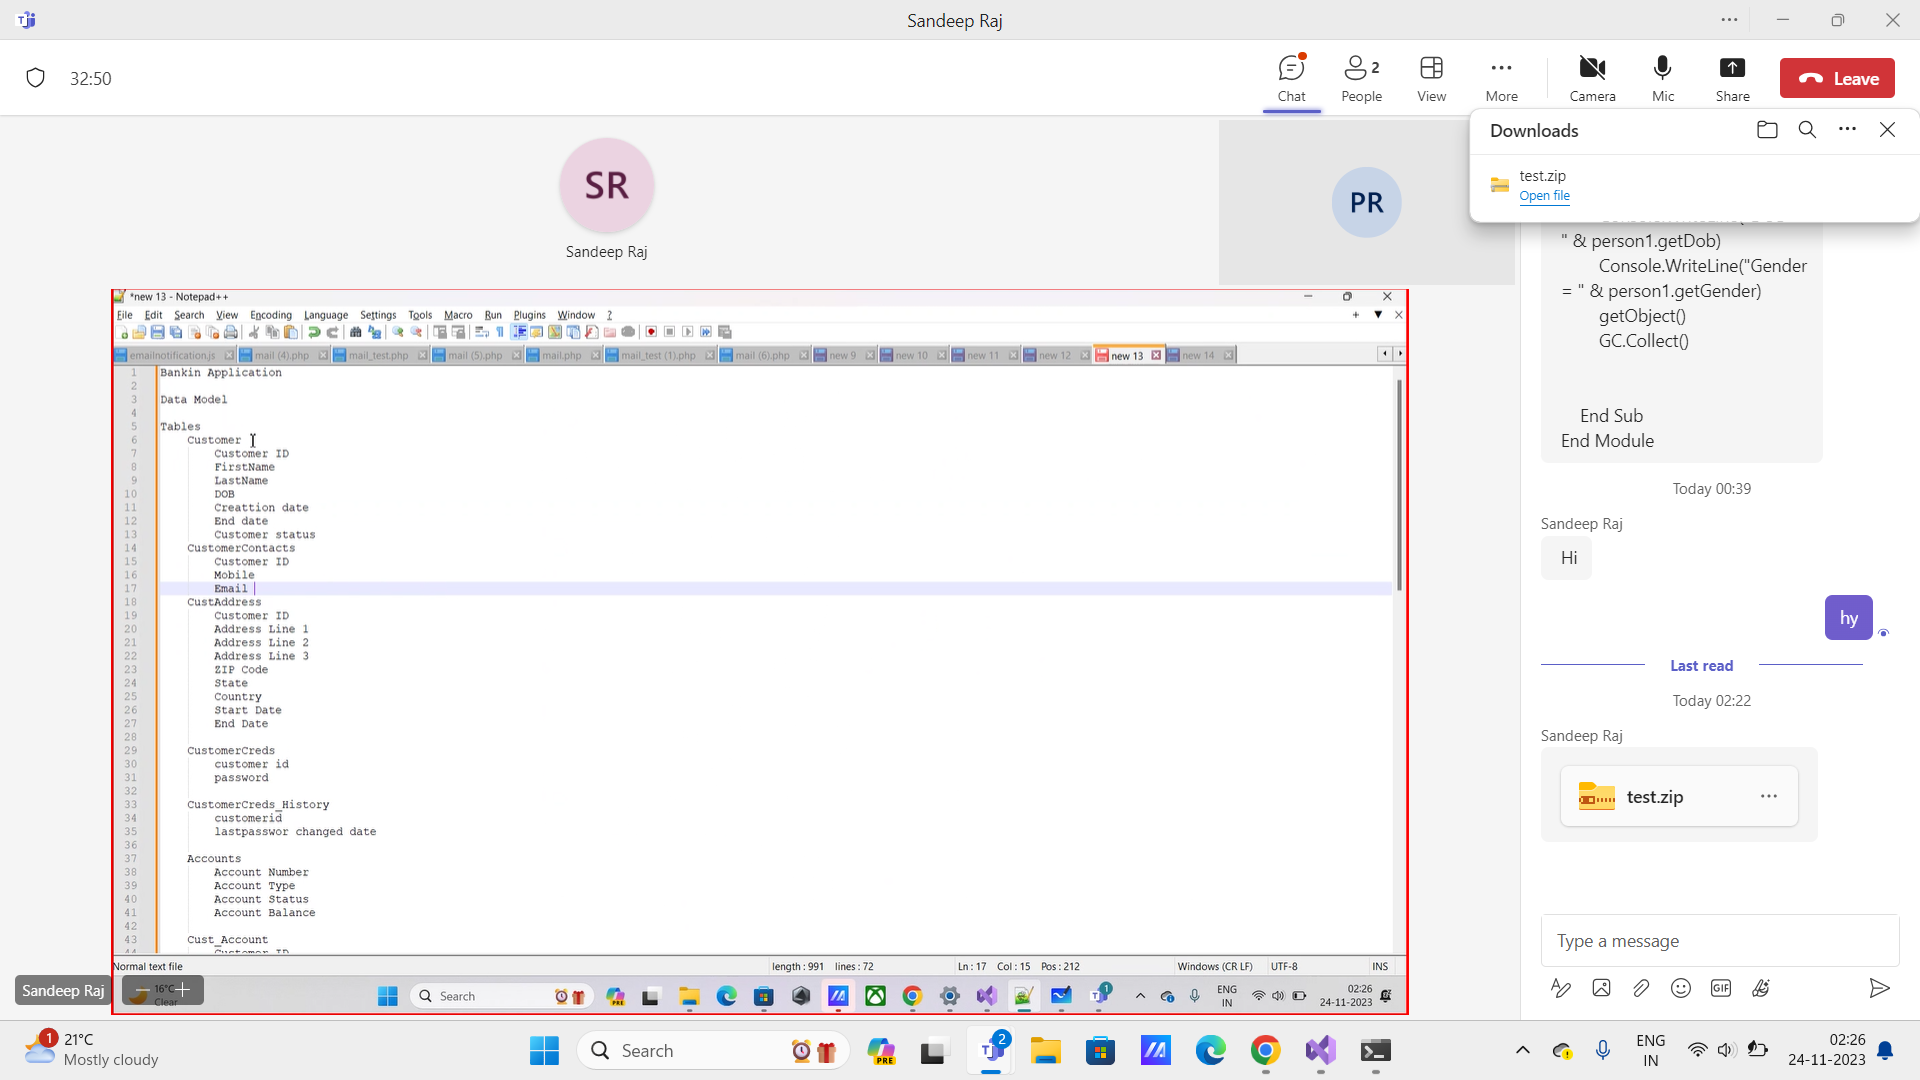 Sandeep Raj
32:50
Chat
People
2
View
More
Camera
Mic
Share
Leave
Downloads
test.zip
Open file
SR
Sandeep Raj
PR
*new 13 - Notepad++
File Edit Search View Encoding Language Settings Tools Macro Run Plugins Window ?
emailnotification.js mail (4).php mail_test.php mail (5).php mail.php mail_test (1).php mail (6).php new 9 new 10 new 11 new 12 new 13 new 14
1 Bankin Application
2
3 Data Model
4
5 Tables
6 Customer
7 Customer ID
8 FirstName
9 LastName
10 DOB
11 Creattion date
12 End date
13 Customer status
14 CustomerContacts
15 Customer ID
16 Mobile
17 Email
18 CustAddress
19 Customer ID
20 Address Line 1
21 Address Line 2
22 Address Line 3
23 ZIP Code
24 State
25 Country
26 Start Date
27 End Date
28
29 CustomerCreds
30 customer id
31 password
32
33 CustomerCreds_History
34 customerid
35 lastpasswor changed date
36
37 Accounts
38 Account Number
39 Account Type
40 Account Status
41 Account Balance
42
43 Cust_Account
44 Customer ID
Normal text file
length : 991 lines : 72
Ln : 17 Col : 15 Pos : 212
Windows (CR LF)
UTF-8
INS
Sandeep Raj
16°C
Clear
Search
PRE
1
ENG
IN
02:26
24-11-2023
" & person1.getDob)
Console.WriteLine("Gender
= " & person1.getGender)
getObject()
GC.Collect()
End Sub
End Module
Today 00:39
Sandeep Raj
Hi
hy
Last read
Today 02:22
Sandeep Raj
test.zip
Type a message
GIF
1
21°C
Mostly cloudy
Search
PRE
2
ENG
IN
02:26
24-11-2023